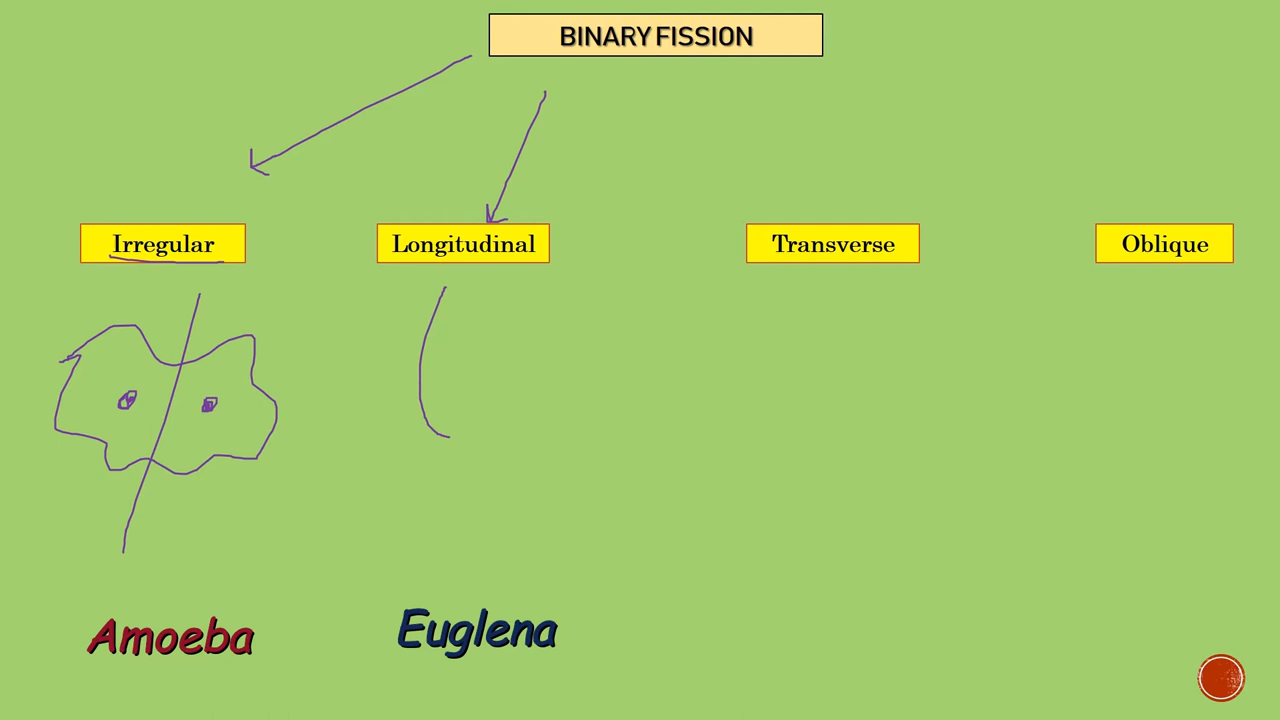 BINARY FISSION
Irregular
Longitudinal
Transverse
Oblique
Amoeba
Euglena